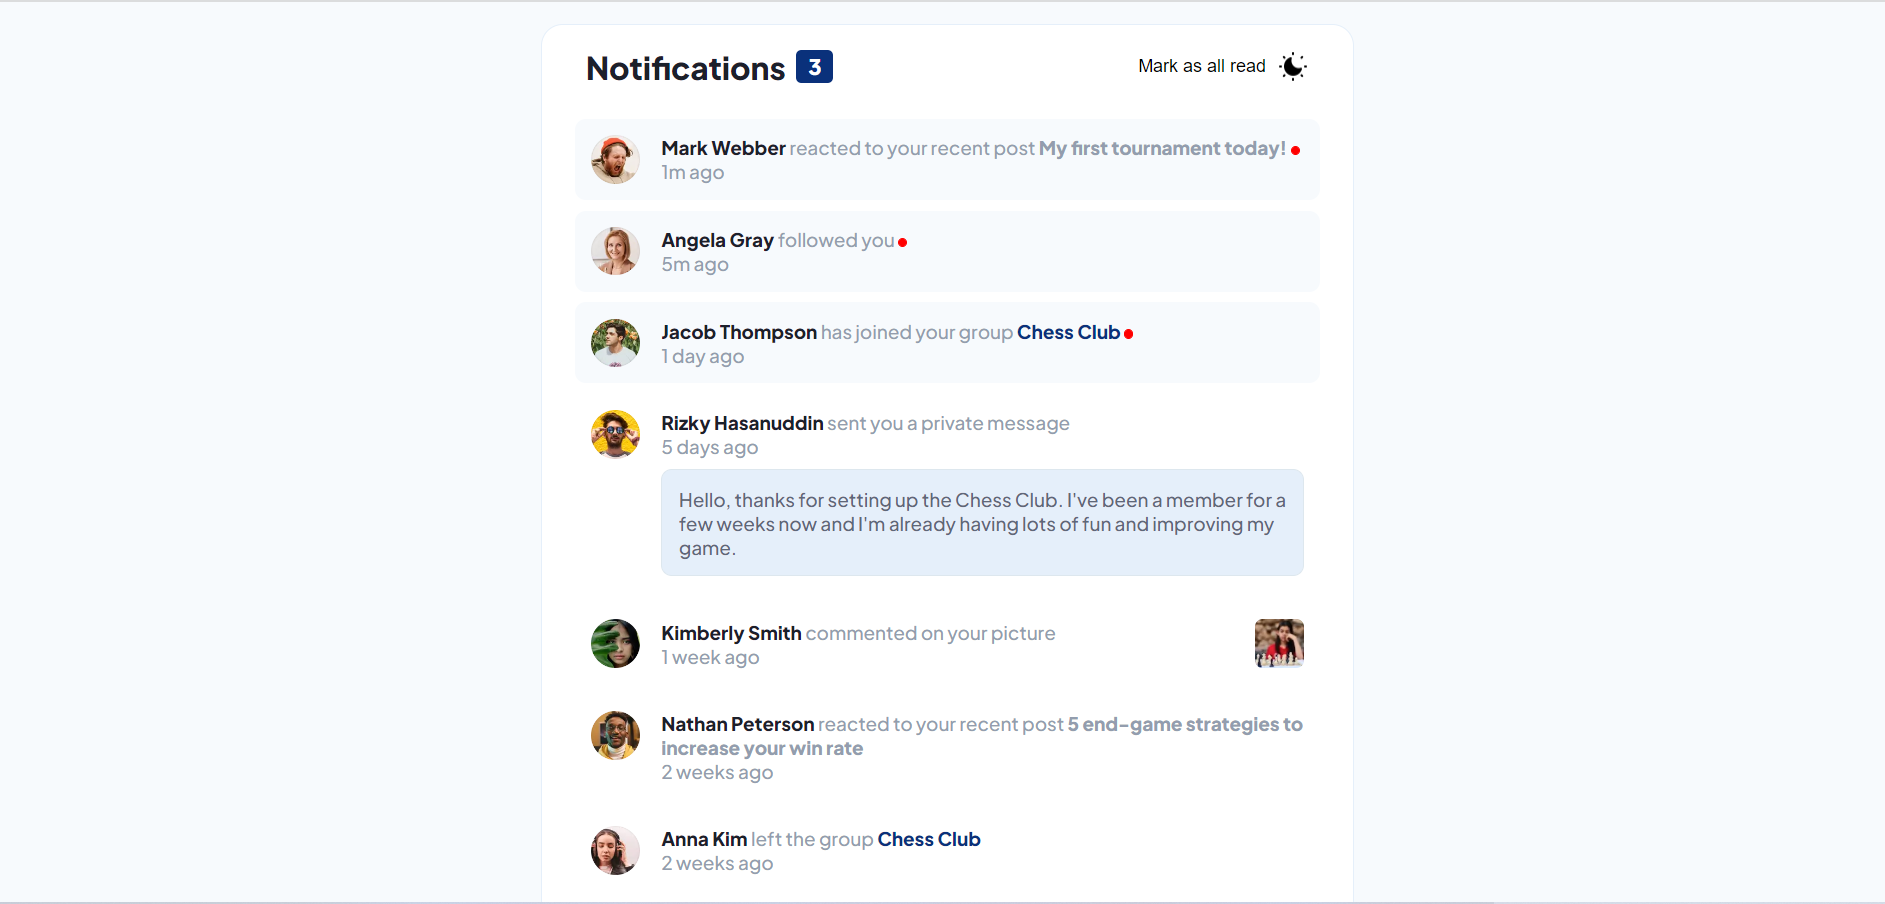 Notifications 3
Mark as all read
Mark Webber reacted to your recent post My first tournament today!
1m ago
Angela Gray followed you
5m ago
Jacob Thompson has joined your group Chess Club
1 day ago
Rizky Hasanuddin sent you a private message
5 days ago
Hello, thanks for setting up the Chess Club. I've been a member for a
few weeks now and I'm already having lots of fun and improving my
game.
Kimberly Smith commented on your picture
1 week ago
Nathan Peterson reacted to your recent post 5 end-game strategies to
increase your win rate
2 weeks ago
Anna Kim left the group Chess Club
2 weeks ago